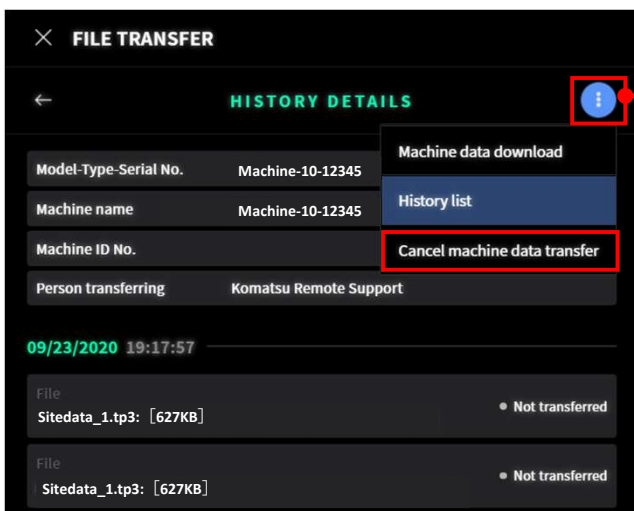 FILE TRANSFER
HISTORY DETAILS
Machine data download
History list
Cancel machine data transfer
Model-Type-Serial No. Machine-10-12345
Machine name Machine-10-12345
Machine ID No.
Person transferring Komatsu Remote Support
09/23/2020 19:17:57
File
Sitedata_1.tp3:［627KB］
Not transferred
File
Sitedata_1.tp3:［627KB］
Not transferred